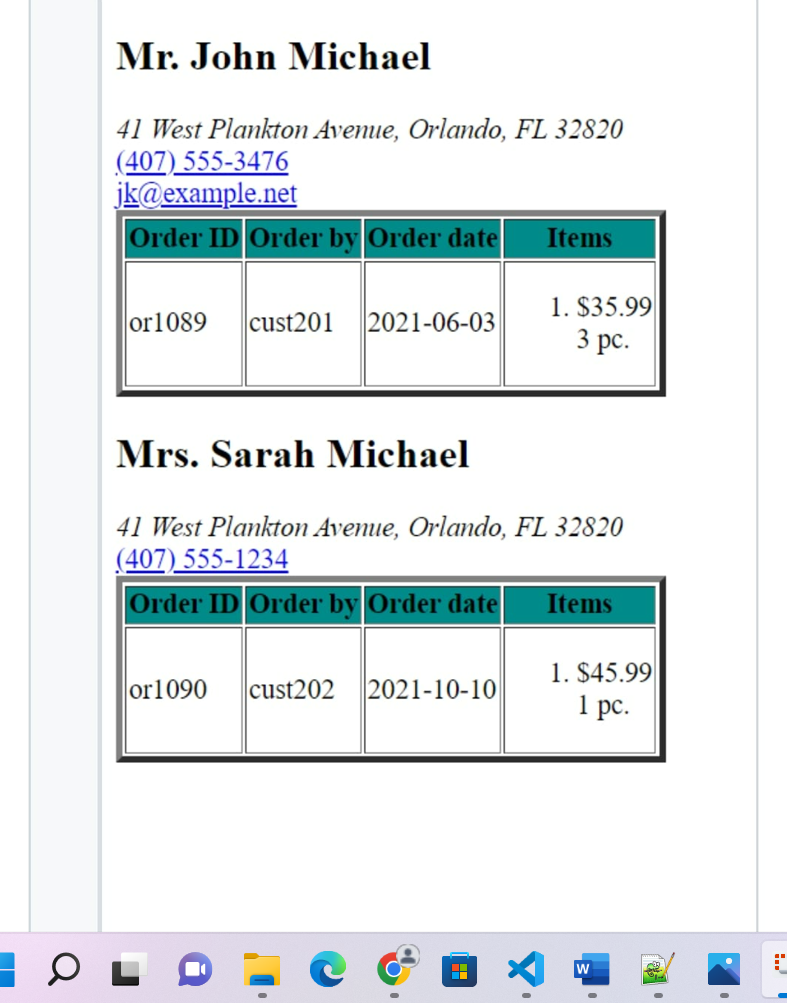 Mr. John Michael
41 West Plankton Avenue, Orlando, FL 32820
(407) 555-3476
jk@example.net
Order ID Order by Order date Items
or1089 cust201 2021-06-03 1. $35.99
3 pc.
Mrs. Sarah Michael
41 West Plankton Avenue, Orlando, FL 32820
(407) 555-1234
Order ID Order by Order date Items
or1090 cust202 2021-10-10 1. $45.99
1 pc.
W